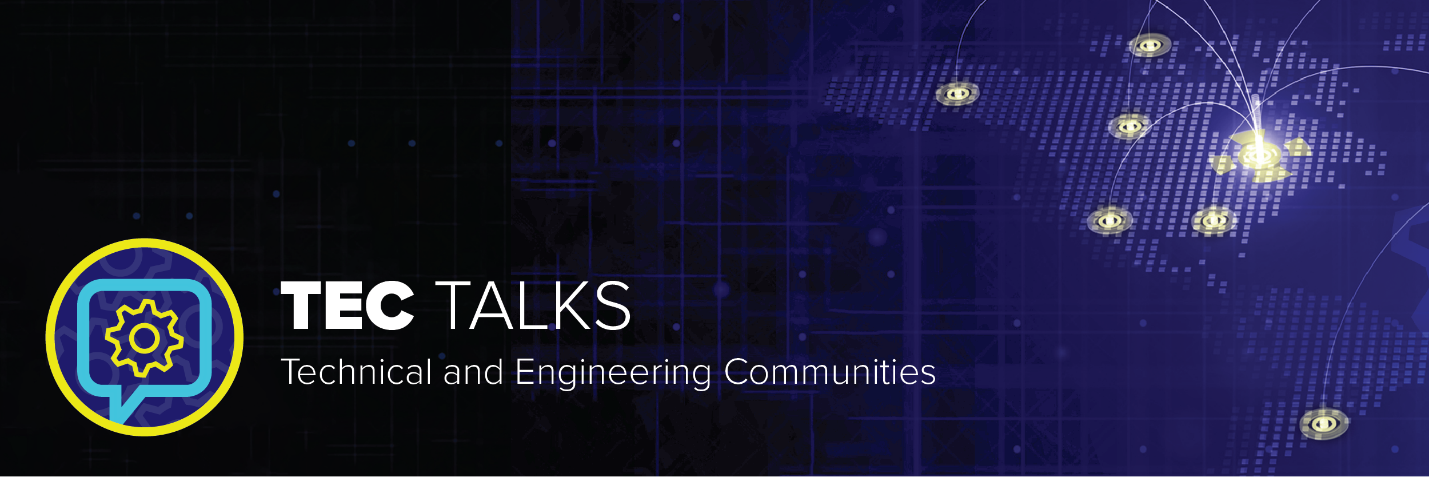 TEC TALKS
Technical and Engineering Communities